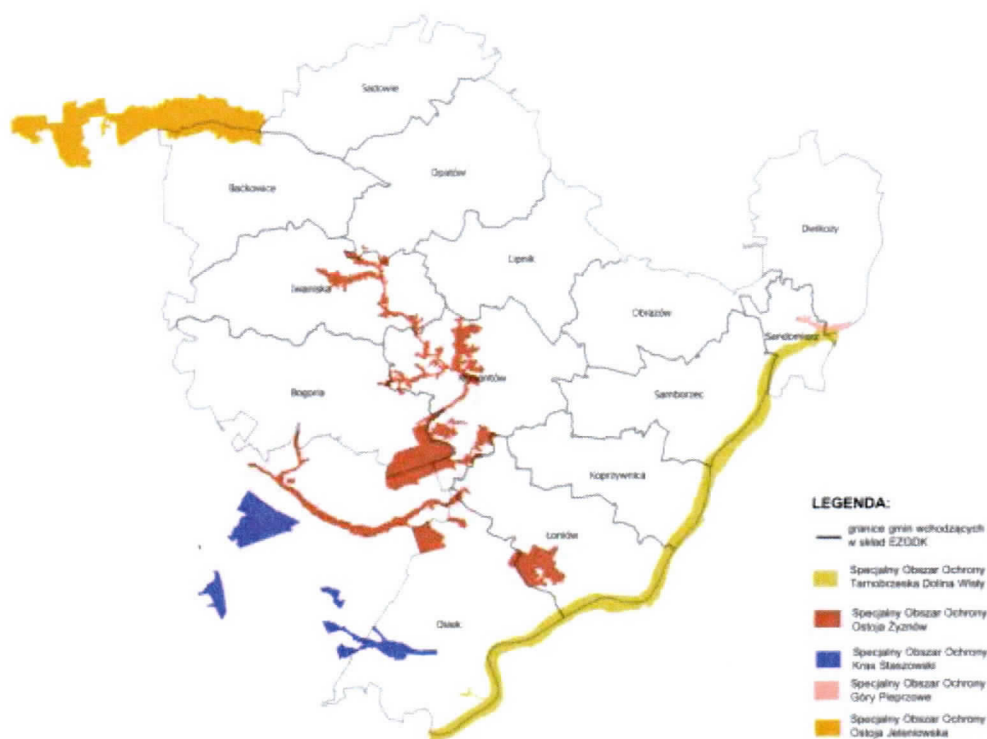 Sadowie
Opatów
Baćkowice
Dwikozy
Lipnik
Iwaniska
Obrazów
Sandomierz
Bogoria
Samborzec
Koprzywnica
Łoniów
Osiek
LEGENDA:
granice gmin wchodzących
w skład EZGDK
Specjalny Obszar Ochrony
Tarnobrzeska Dolina Wisły
Specjalny Obszar Ochrony
Ostoja Żyznów
Specjalny Obszar Ochrony
Kras Staszowski
Specjalny Obszar Ochrony
Góry Pieprzowe
Specjalny Obszar Ochrony
Ostoja Jeleniowska